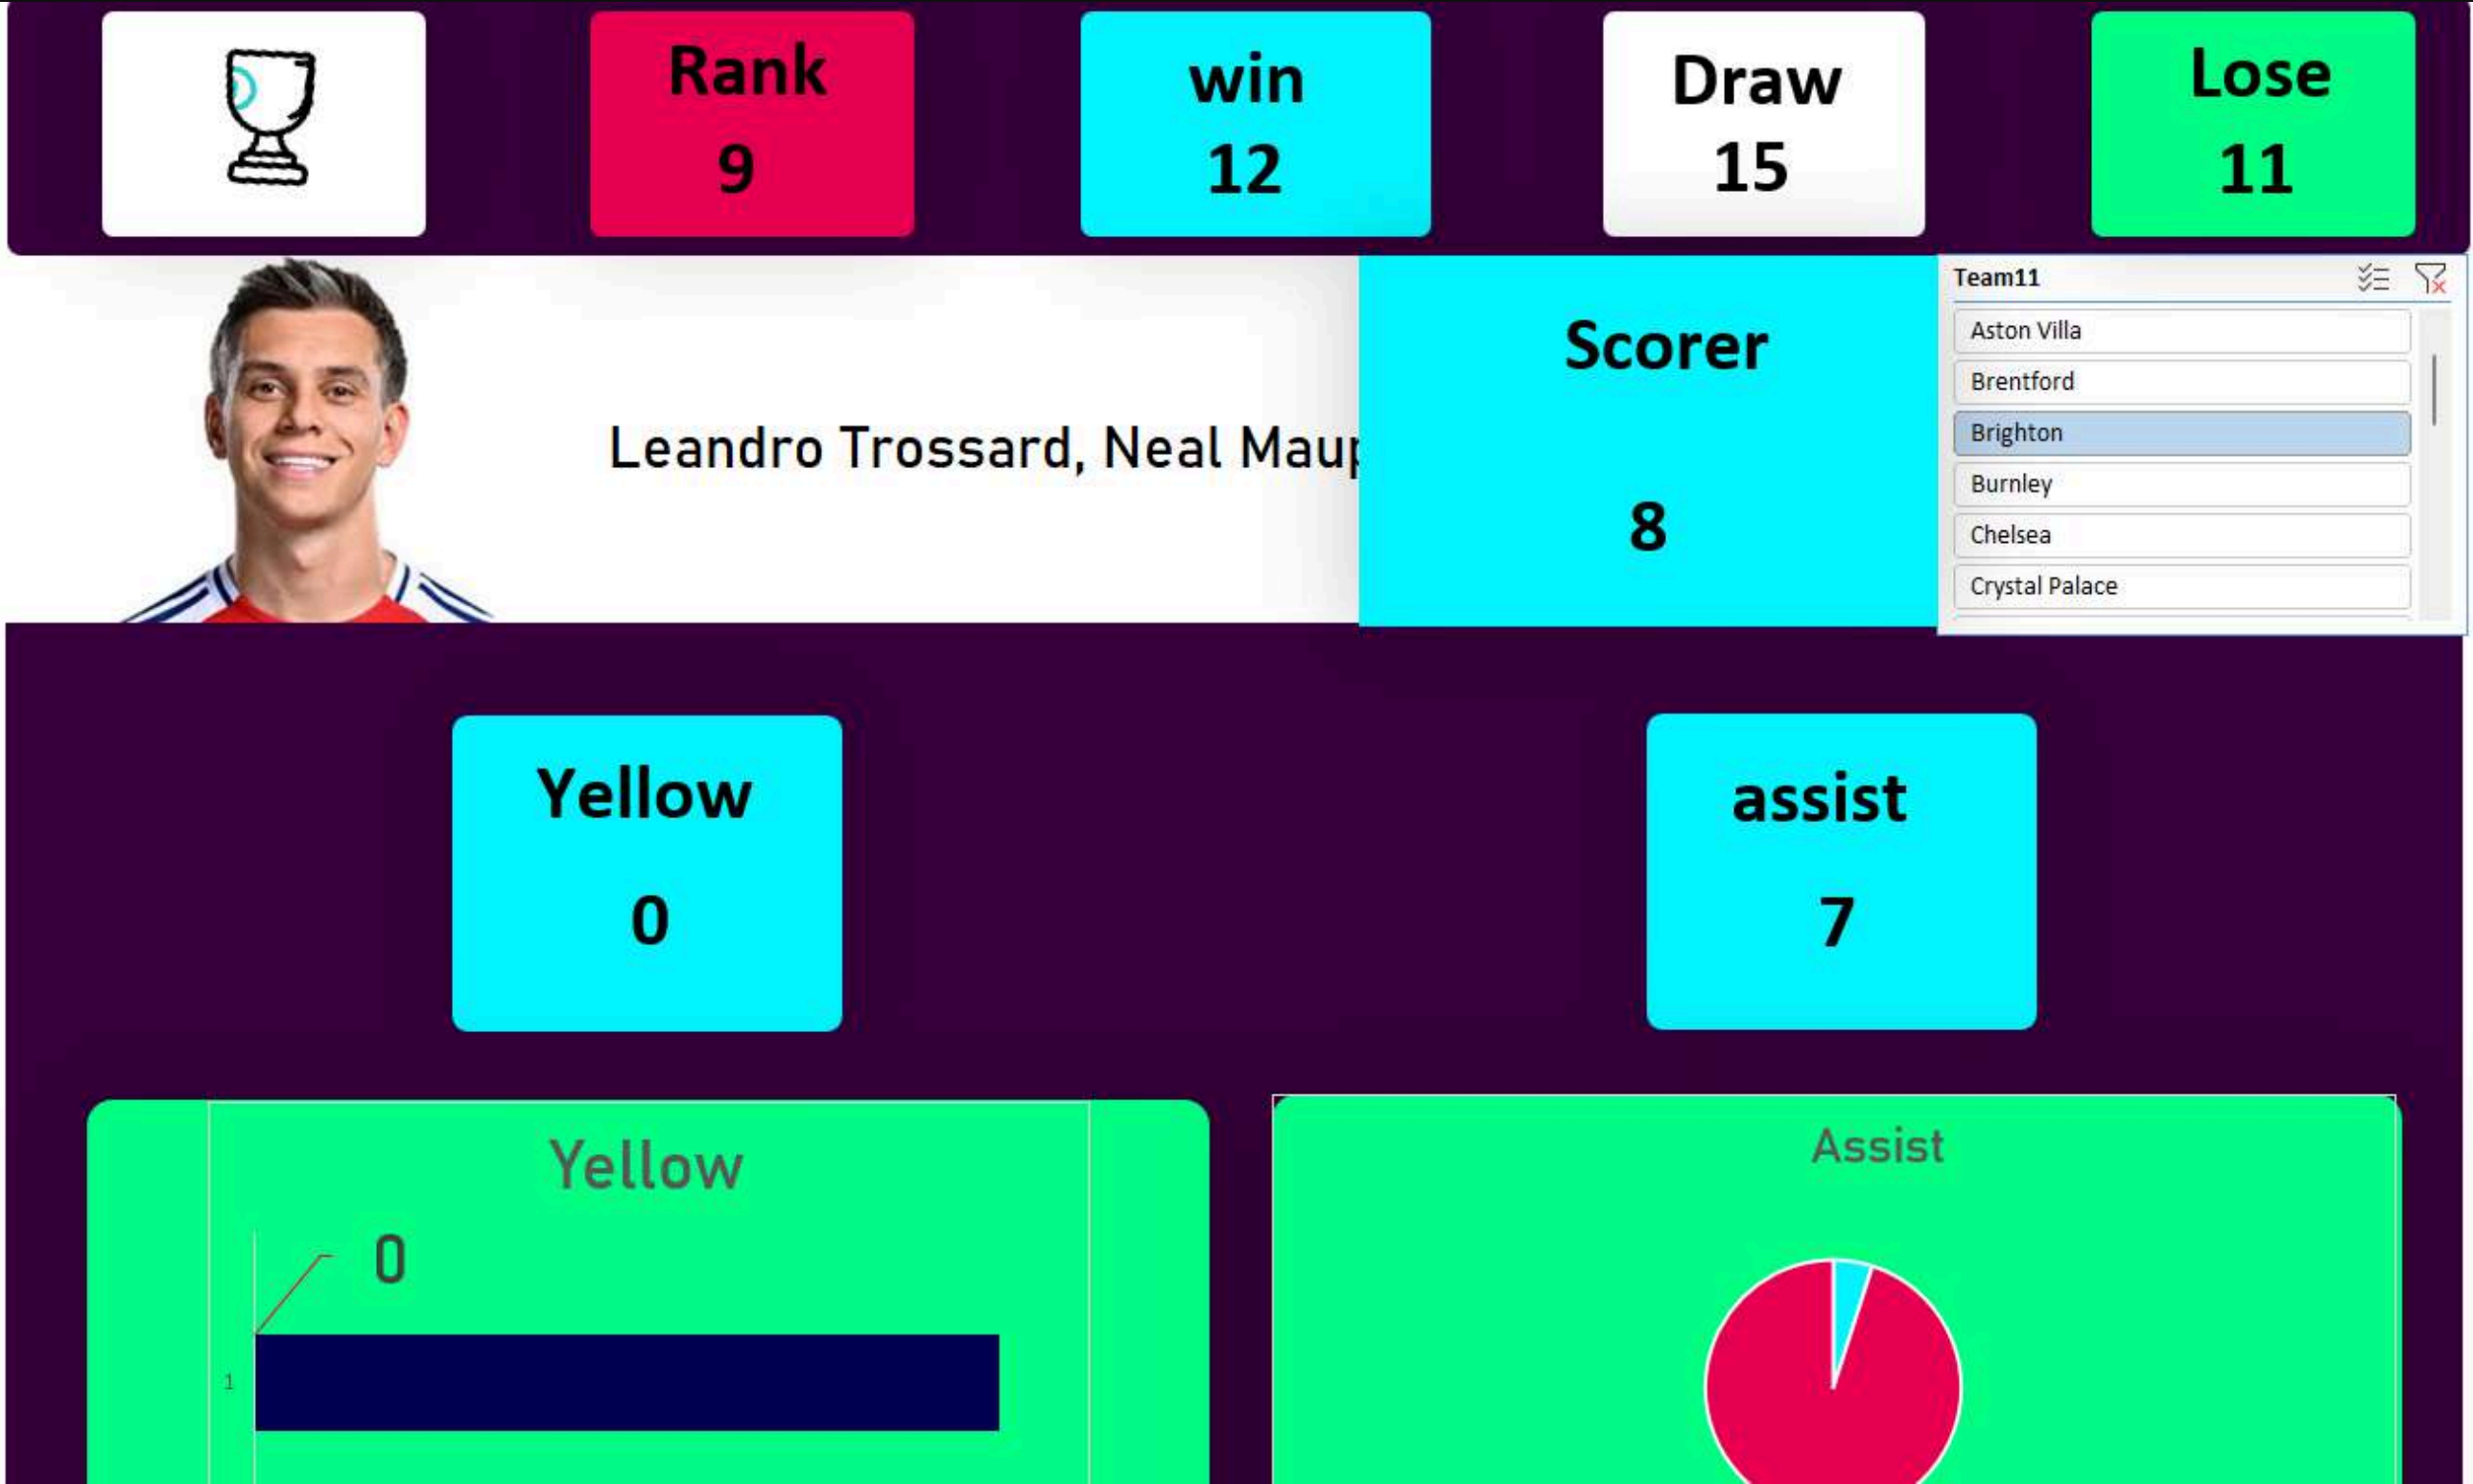 Rank
9
win
12
Draw
15
Lose
11
Leandro Trossard, Neal Maup
Scorer
8
Team11
Aston Villa
Brentford
Brighton
Burnley
Chelsea
Crystal Palace
Yellow
0
assist
7
Yellow
0
1
Assist